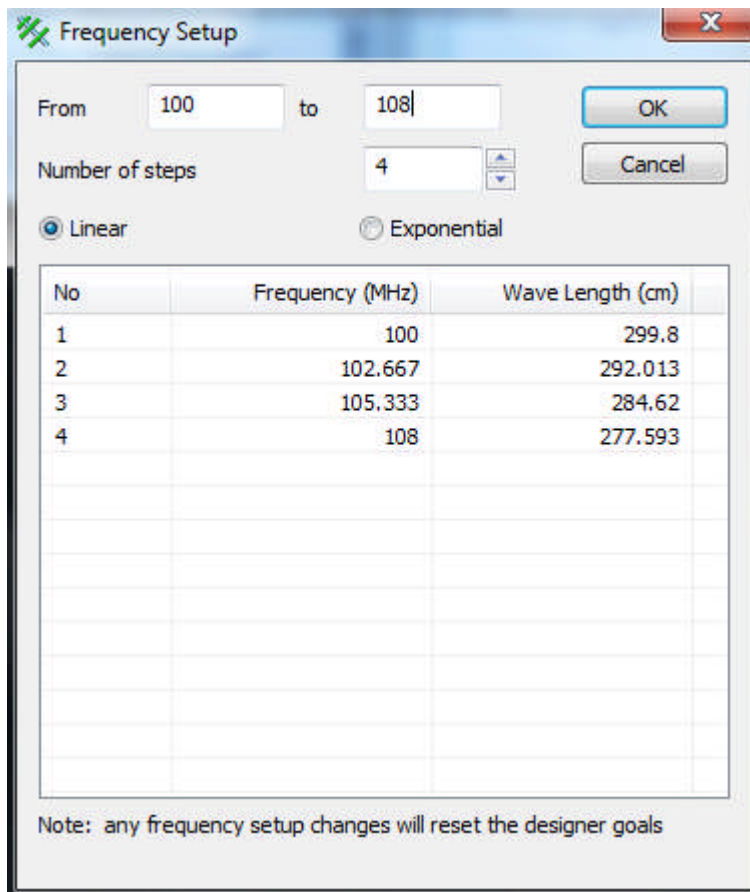 Frequency Setup
From 100 to 108 OK
Number of steps 4 Cancel
Linear Exponential
No Frequency (MHz) Wave Length (cm)
1 100 299.8
2 102.667 292.013
3 105.333 284.62
4 108 277.593
Note: any frequency setup changes will reset the designer goals